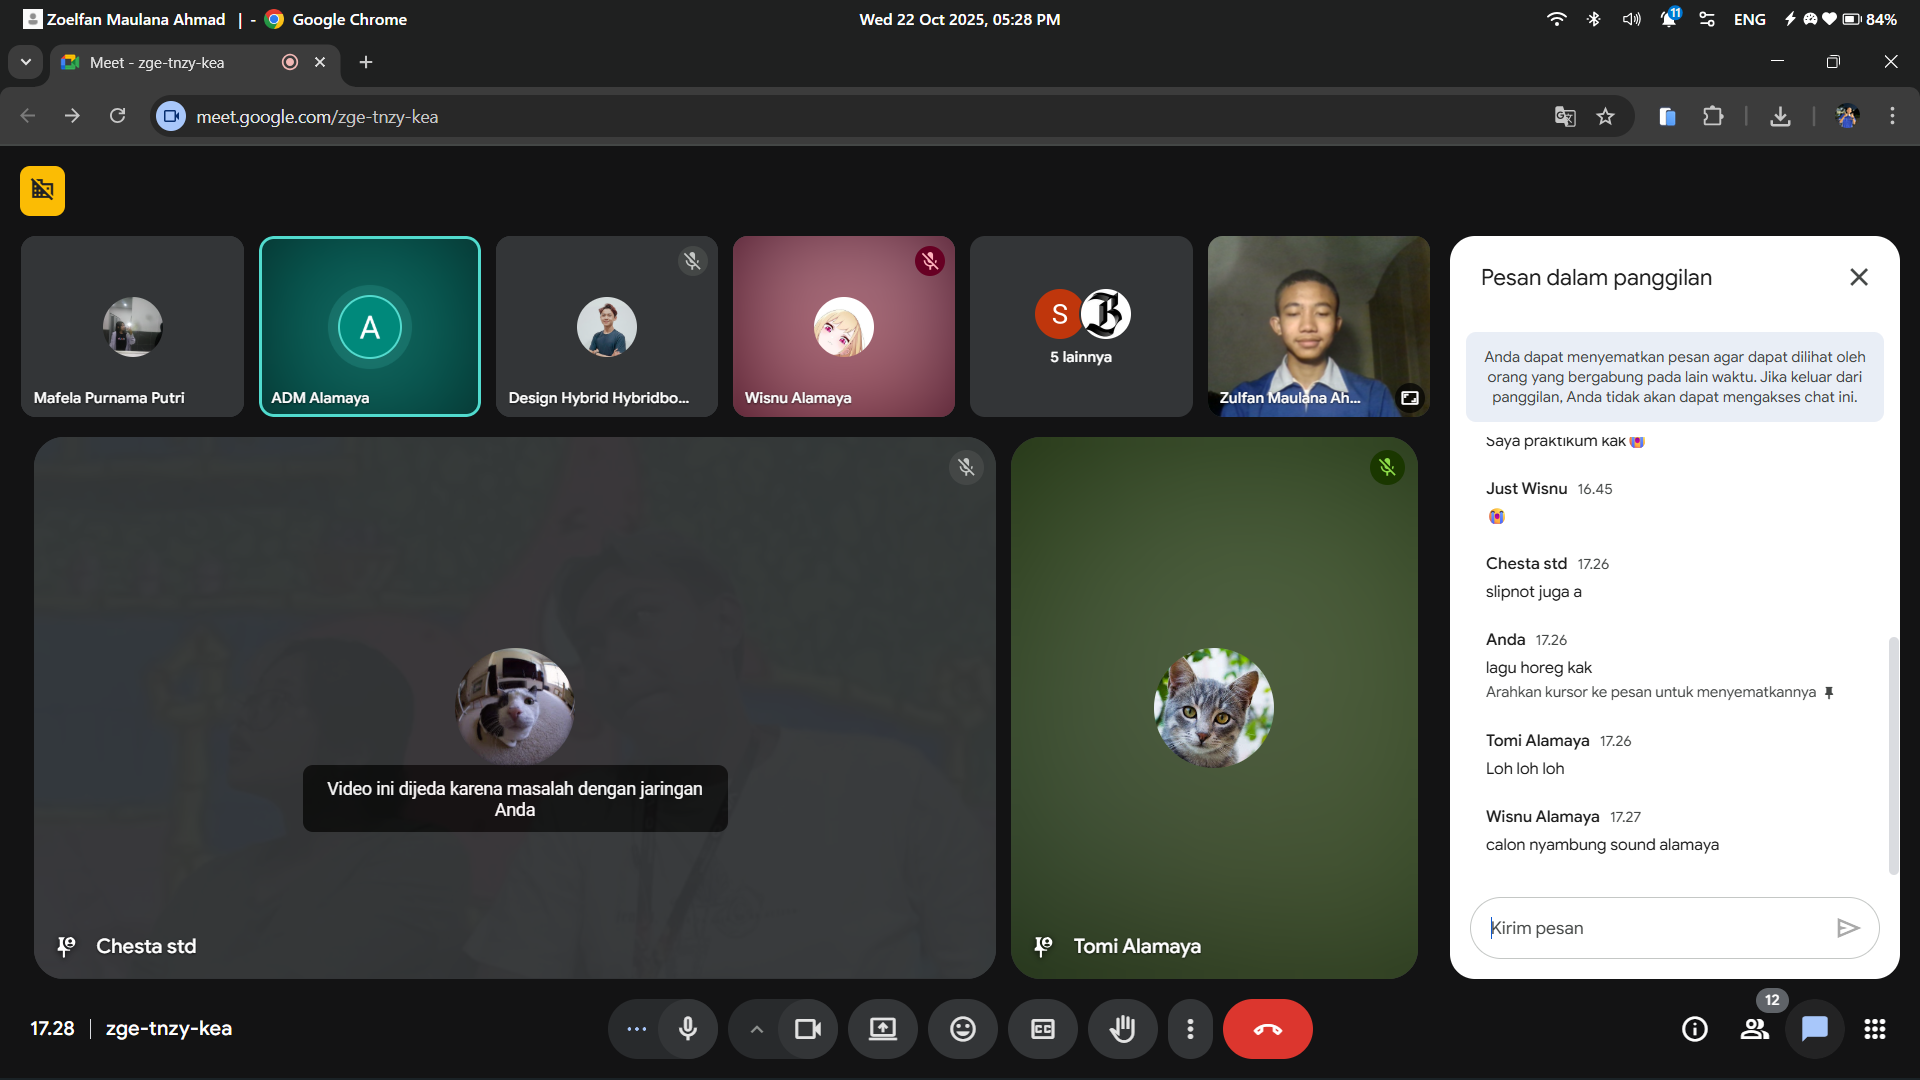 Zoelfan Maulana Ahmad | - Google Chrome
Wed 22 Oct 2025, 05:28 PM
11
ENG
84%
Meet - zge-tnzy-kea
meet.google.com/zge-tnzy-kea
Mafela Purnama Putri
A
ADM Alamaya
Design Hybrid Hybridbo...
Wisnu Alamaya
S
B
5 lainnya
Zulfan Maulana Ah...
Video ini dijeda karena masalah dengan jaringan
Anda
Chesta std
Tomi Alamaya
Pesan dalam panggilan
Anda dapat menyematkan pesan agar dapat dilihat oleh
orang yang bergabung pada lain waktu. Jika keluar dari
panggilan, Anda tidak akan dapat mengakses chat ini.
Saya praktikum kak 😭
Just Wisnu 16.45
😭
Chesta std 17.26
slipnot juga a
Anda 17.26
lagu horeg kak
Arahkan kursor ke pesan untuk menyematkannya
Tomi Alamaya 17.26
Loh loh loh
Wisnu Alamaya 17.27
calon nyambung sound alamaya
Kirim pesan
17.28 | zge-tnzy-kea
CC
12